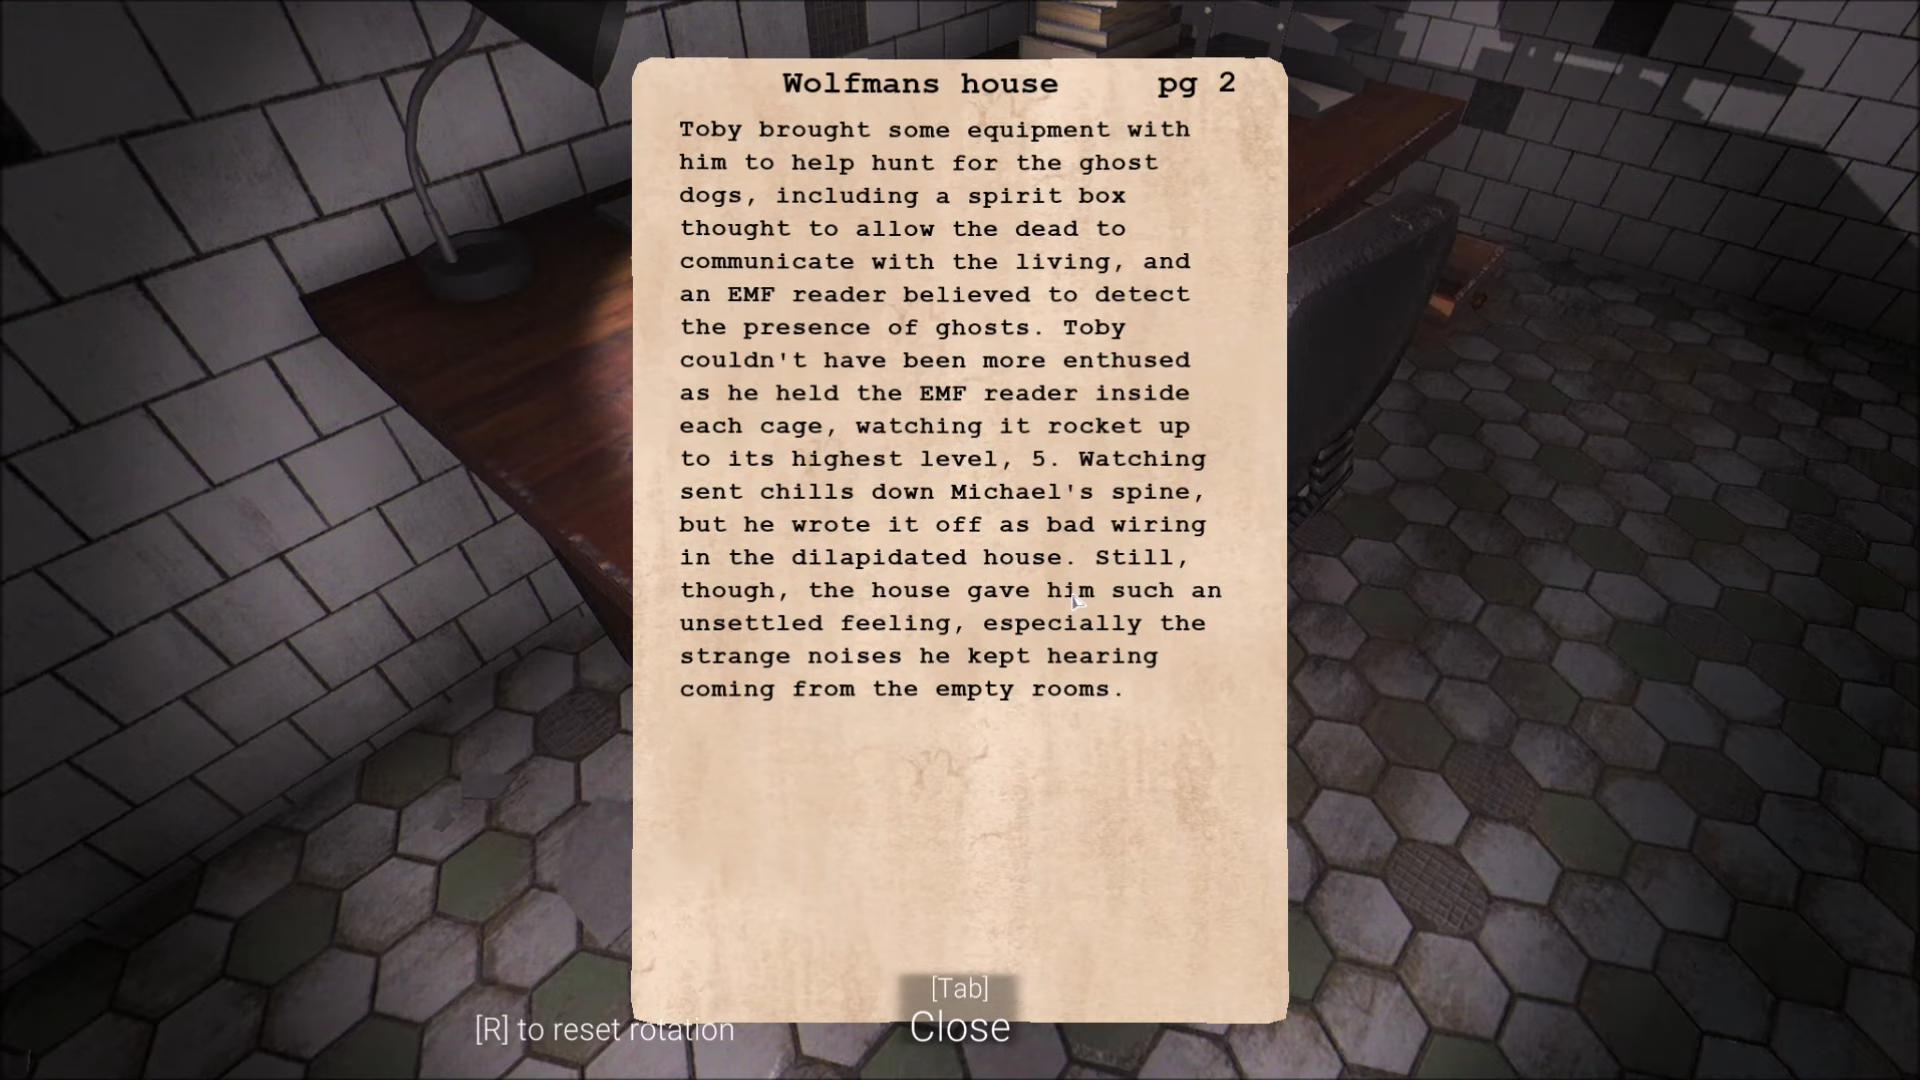 Wolfmans house pg 2
Toby brought some equipment with
him to help hunt for the ghost
dogs, including a spirit box
thought to allow the dead to
communicate with the living, and
an EMF reader believed to detect
the presence of ghosts. Toby
couldn't have been more enthused
as he held the EMF reader inside
each cage, watching it rocket up
to its highest level, 5. Watching
sent chills down Michael's spine,
but he wrote it off as bad wiring
in the dilapidated house. Still,
though, the house gave him such an
unsettled feeling, especially the
strange noises he kept hearing
coming from the empty rooms.
[Tab]
Close
[R] to reset rotation